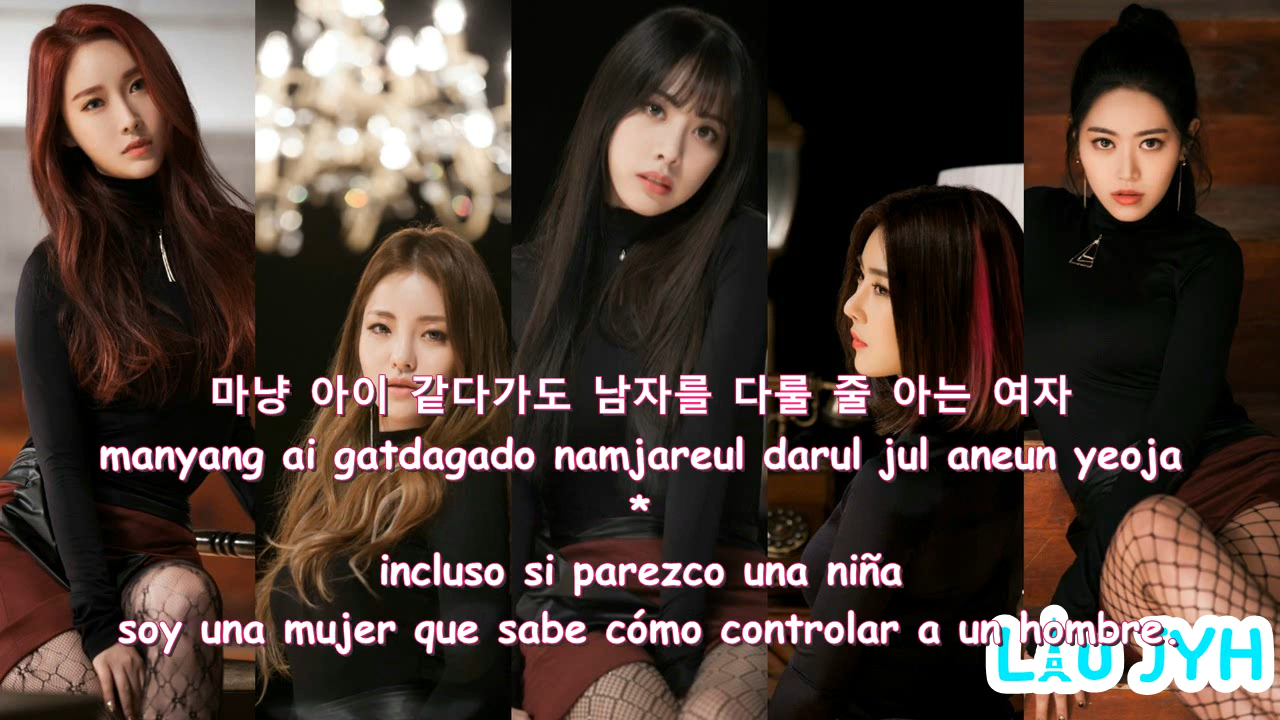 마냥 아이 같다가도 남자를 다룰 줄 아는 여자
manyang ai gatdagado namjareul darul jul aneun yeoja
*
incluso si parezco una niña
soy una mujer que sabe cómo controlar a un hombre.
LAU JYH